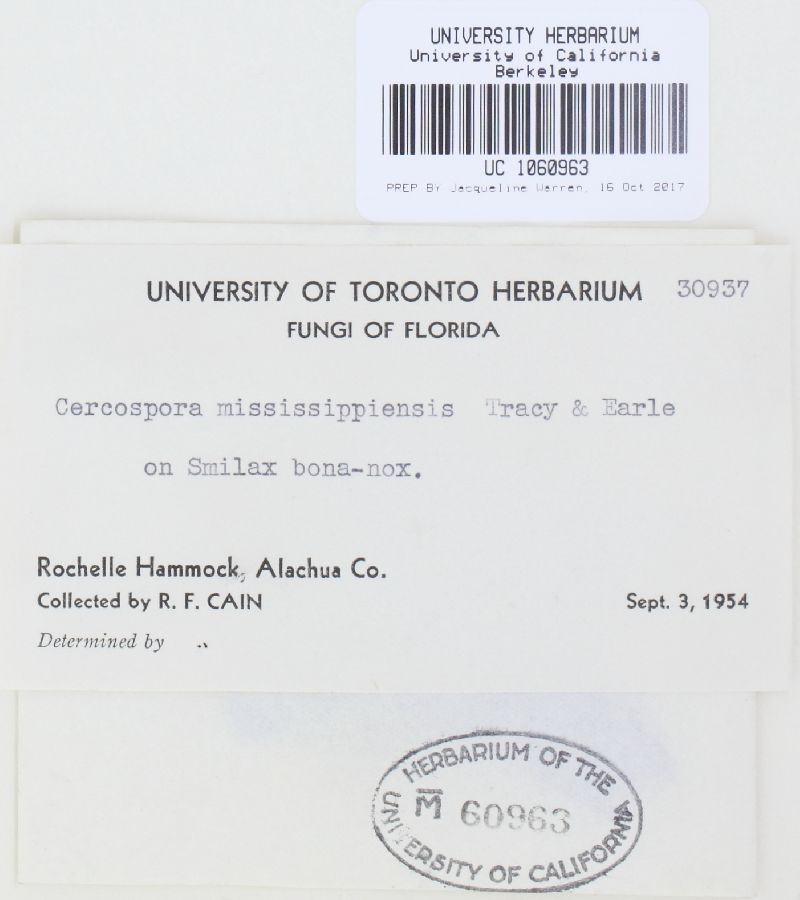 UNIVERSITY HERBARIUM
University of California
Berkeley
UC 1060963
PREP BY Jacqueline Warren, 16 Oct 2017
UNIVERSITY OF TORONTO HERBARIUM 30937
FUNGI OF FLORIDA
Cercospora mississippiensis Tracy & Earle
on Smilax bona-nox.
Rochelle Hammock, Alachua Co.
Collected by R. F. CAIN Sept. 3, 1954
Determined by "
HERBARIUM OF THE
M̅ 60963
UNIVERSITY OF CALIFORNIA